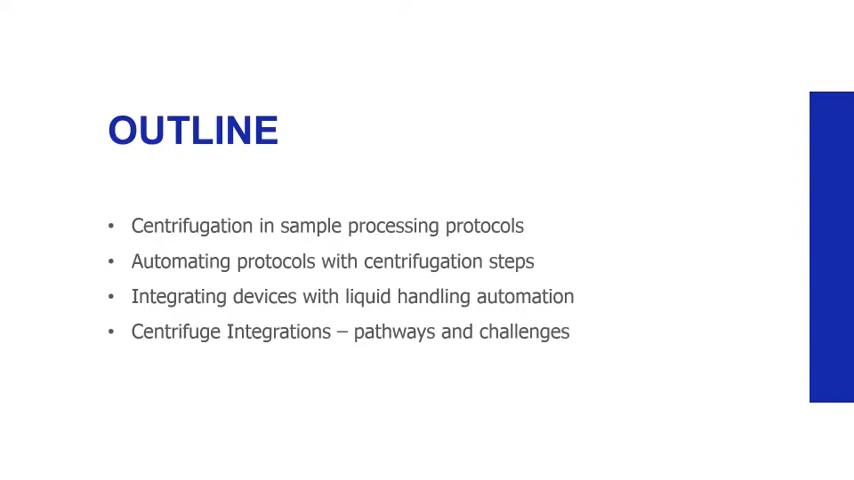 OUTLINE
• Centrifugation in sample processing protocols
• Automating protocols with centrifugation steps
• Integrating devices with liquid handling automation
• Centrifuge Integrations – pathways and challenges